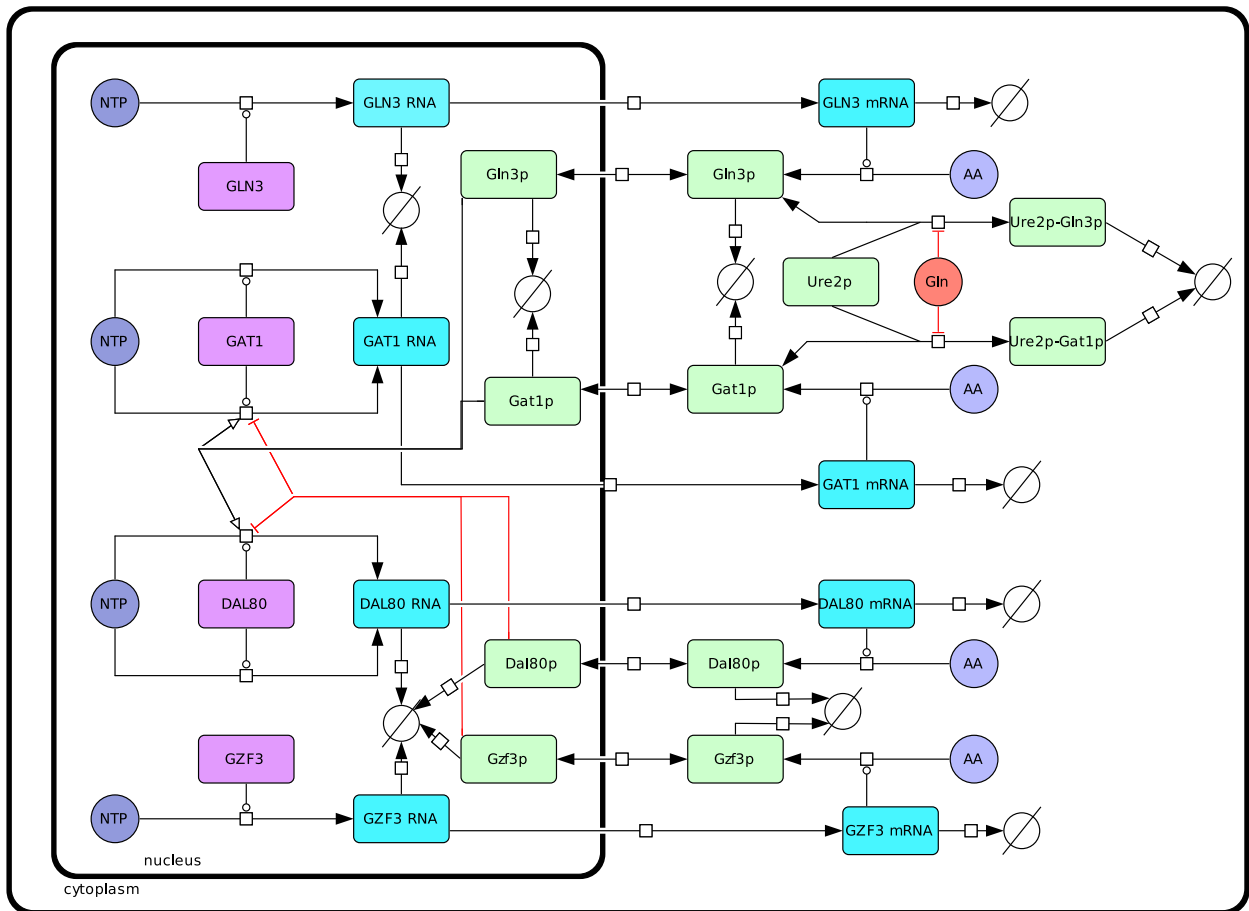 NTP
GLN3 RNA
GLN3 mRNA
GLN3
Gln3p
Gln3p
AA
Ure2p-Gln3p
Ure2p
Gln
NTP
GAT1
GAT1 RNA
Ure2p-Gat1p
Gat1p
Gat1p
AA
GAT1 mRNA
NTP
DAL80
DAL80 RNA
DAL80 mRNA
Dal80p
Dal80p
AA
GZF3
Gzf3p
Gzf3p
AA
NTP
GZF3 RNA
GZF3 mRNA
nucleus
cytoplasm